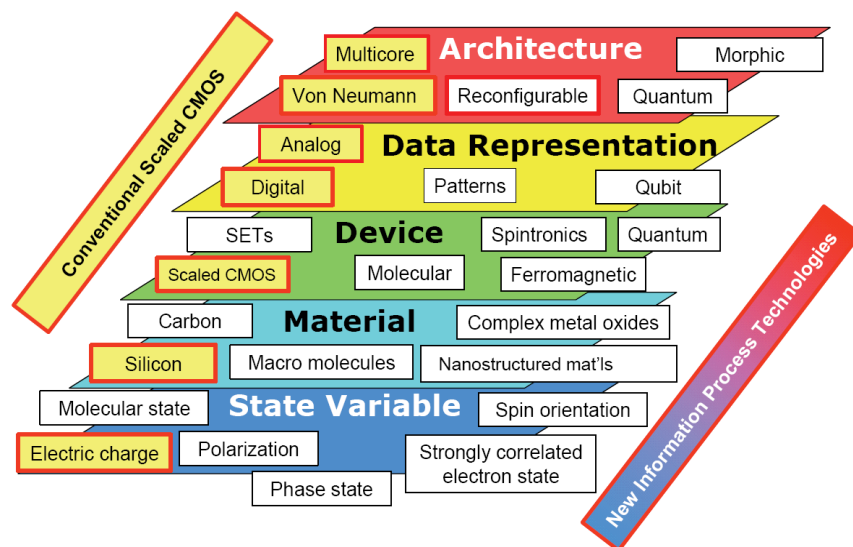 Conventional Scaled CMOS
Architecture
Multicore
Morphic
Von Neumann
Reconfigurable
Quantum
Data Representation
Analog
Digital
Patterns
Qubit
Device
SETs
Spintronics
Quantum
Scaled CMOS
Molecular
Ferromagnetic
Material
Carbon
Complex metal oxides
Silicon
Macro molecules
Nanostructured mat'ls
State Variable
Molecular state
Spin orientation
Electric charge
Polarization
Strongly correlated
electron state
Phase state
New Information Process Technologies